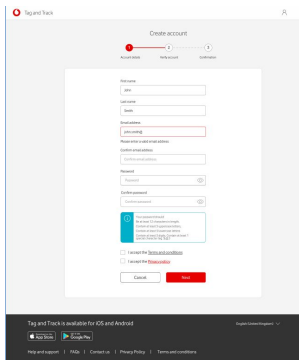 Tag and Track
Create account
1 2 3
Account details Verify account Confirmation
First name
John
Last name
Smith
Email address
Please enter a valid email address
Confirm email address
Confirm email address
Password
Password
Confirm password
Confirm password
I accept the Terms and conditions
I accept the Privacy policy
Cancel Next
Tag and Track is available for iOS and Android
English (United Kingdom)
App Store Google Play
Help and support | FAQs | Contact us | Privacy Policy | Terms and conditions